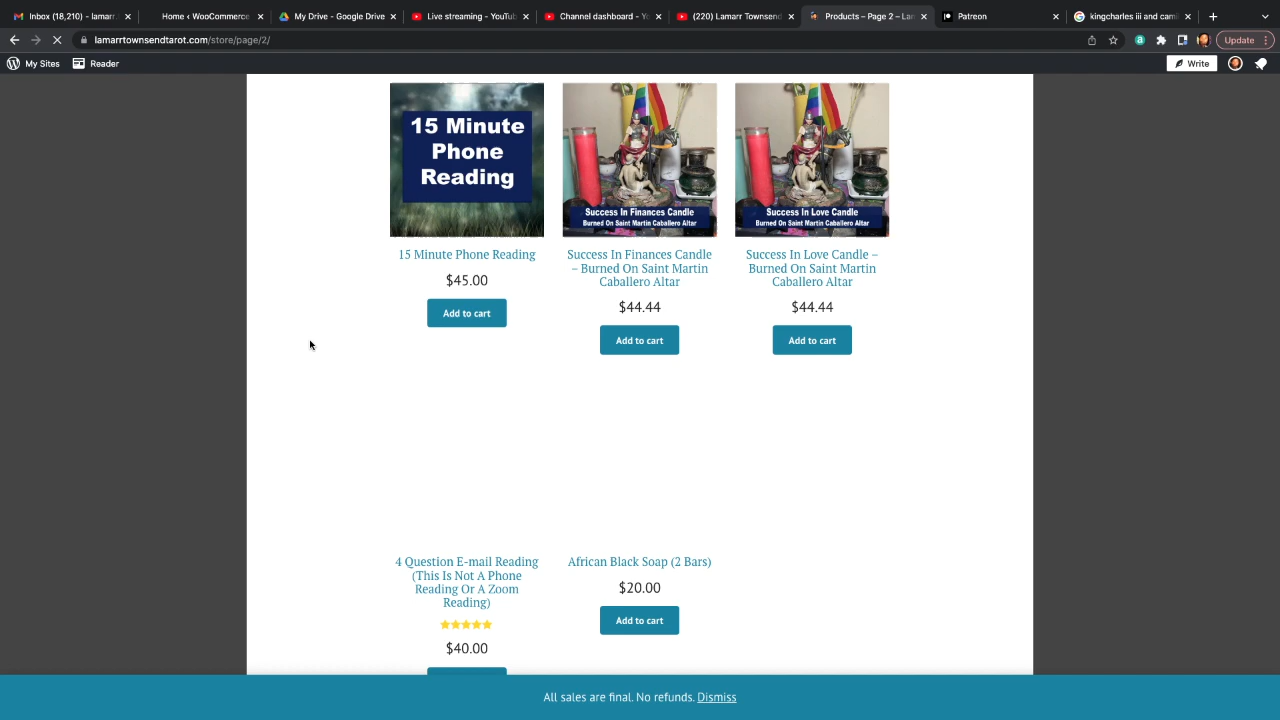 Inbox (18,210) - lamarr
Home ‹ WooCommerce
My Drive - Google Drive
Live streaming - YouTub
Channel dashboard - Y
(220) Lamarr Townsend
Products – Page 2 – Lam
Patreon
kingcharles iii and cami
lamarrtownsendtarot.com/store/page/2/
Update
My Sites
Reader
Write
15 Minute
Phone
Reading
Success In Finances Candle
Burned On Saint Martin Caballero Altar
Success In Love Candle
Burned On Saint Martin Caballero Altar
15 Minute Phone Reading
$45.00
Add to cart
Success In Finances Candle
– Burned On Saint Martin
Caballero Altar
$44.44
Add to cart
Success In Love Candle –
Burned On Saint Martin
Caballero Altar
$44.44
Add to cart
4 Question E-mail Reading
(This Is Not A Phone
Reading Or A Zoom
Reading)
$40.00
African Black Soap (2 Bars)
$20.00
Add to cart
All sales are final. No refunds. Dismiss